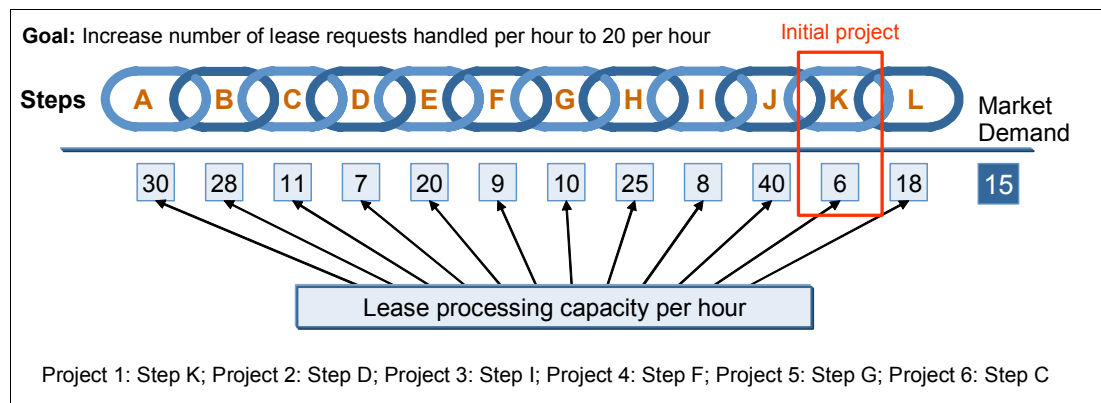 Goal: Increase number of lease requests handled per hour to 20 per hour
Initial project
Steps A B C D E F G H I J K L
Market
Demand
30 28 11 7 20 9 10 25 8 40 6 18 15
Lease processing capacity per hour
Project 1: Step K; Project 2: Step D; Project 3: Step I; Project 4: Step F; Project 5: Step G; Project 6: Step C